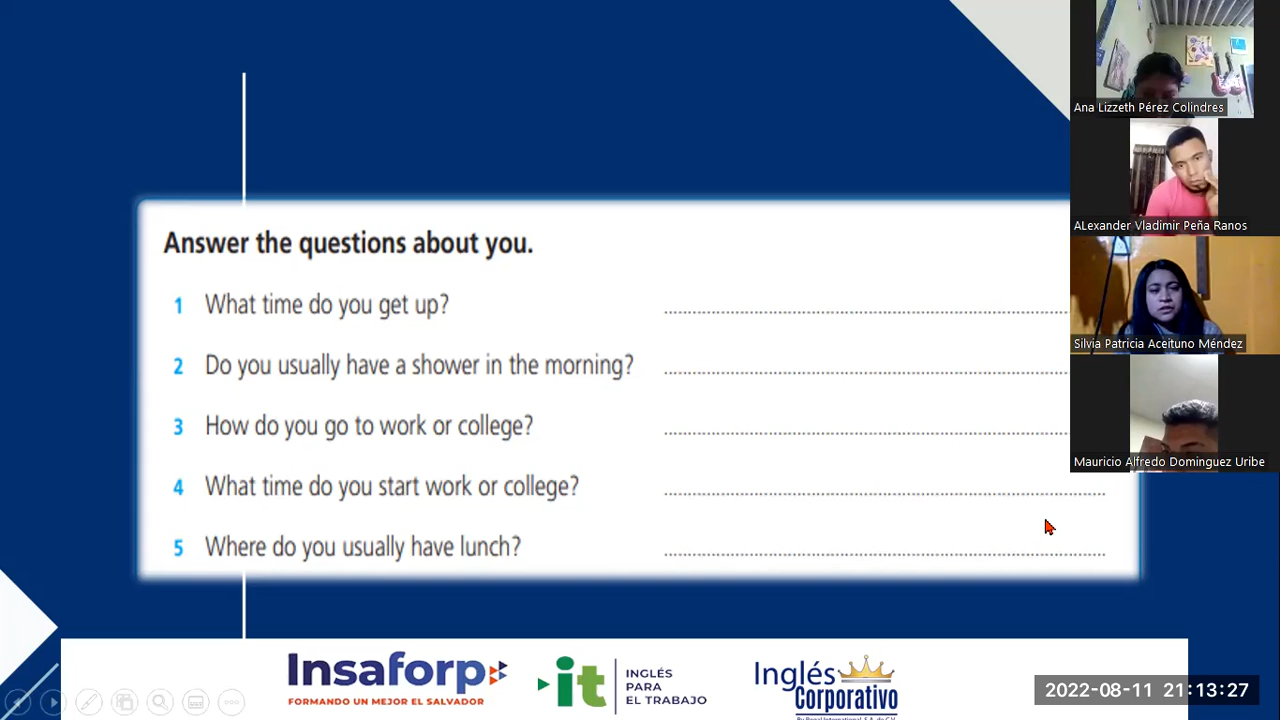 Ana Lizzeth Pérez Colindres
ALexander Vladimir Peña Ranos
Silvia Patricia Aceituno Méndez
Mauricio Alfredo Dominguez Uribe
Answer the questions about you.
1 What time do you get up? ........................................
2 Do you usually have a shower in the morning? ........................................
3 How do you go to work or college? ........................................
4 What time do you start work or college? ........................................
5 Where do you usually have lunch? ........................................
Insaforp
FORMANDO UN MEJOR EL SALVADOR
it
INGLÉS
PARA
EL TRABAJO
Inglés
Corporativo
2022-08-11 21:13:27